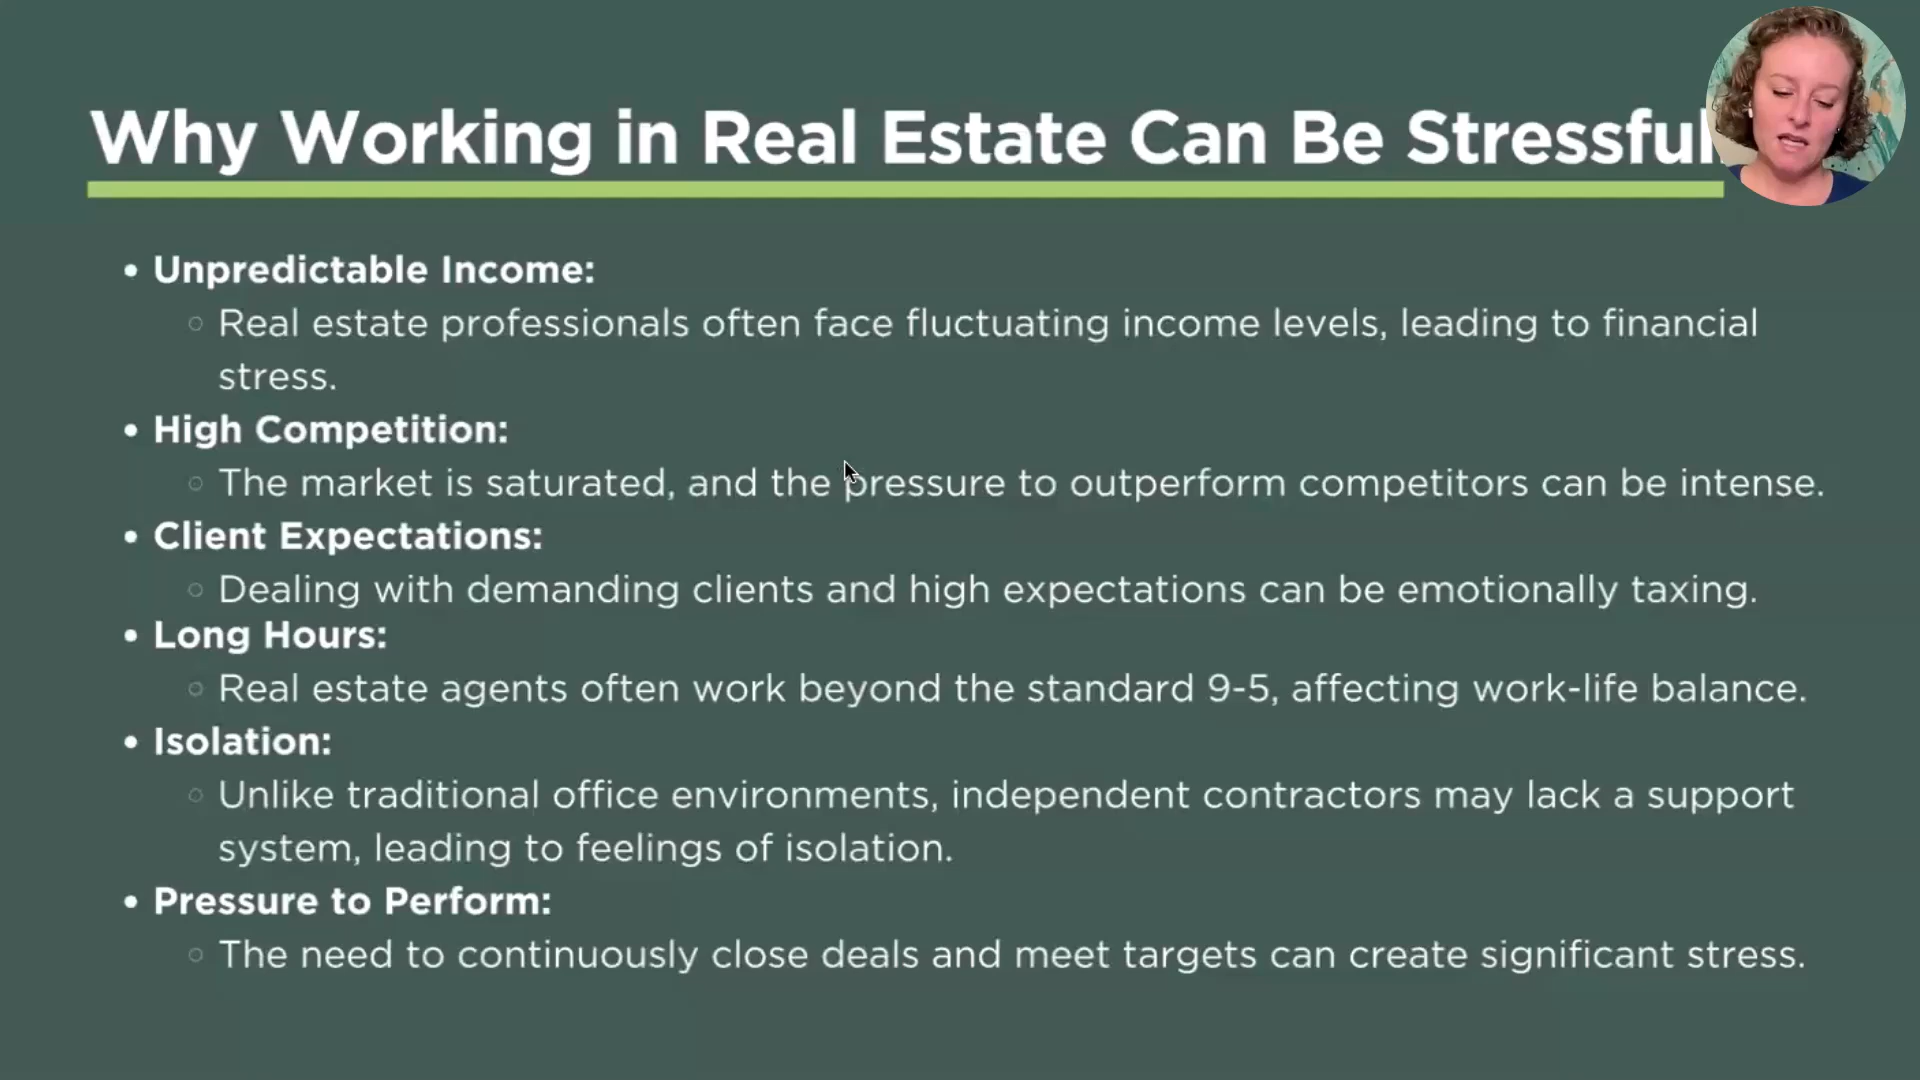 Why Working in Real Estate Can Be Stressful
• Unpredictable Income:
○ Real estate professionals often face fluctuating income levels, leading to financial
stress.
• High Competition:
○ The market is saturated, and the pressure to outperform competitors can be intense.
• Client Expectations:
○ Dealing with demanding clients and high expectations can be emotionally taxing.
• Long Hours:
○ Real estate agents often work beyond the standard 9-5, affecting work-life balance.
• Isolation:
○ Unlike traditional office environments, independent contractors may lack a support
system, leading to feelings of isolation.
• Pressure to Perform:
○ The need to continuously close deals and meet targets can create significant stress.